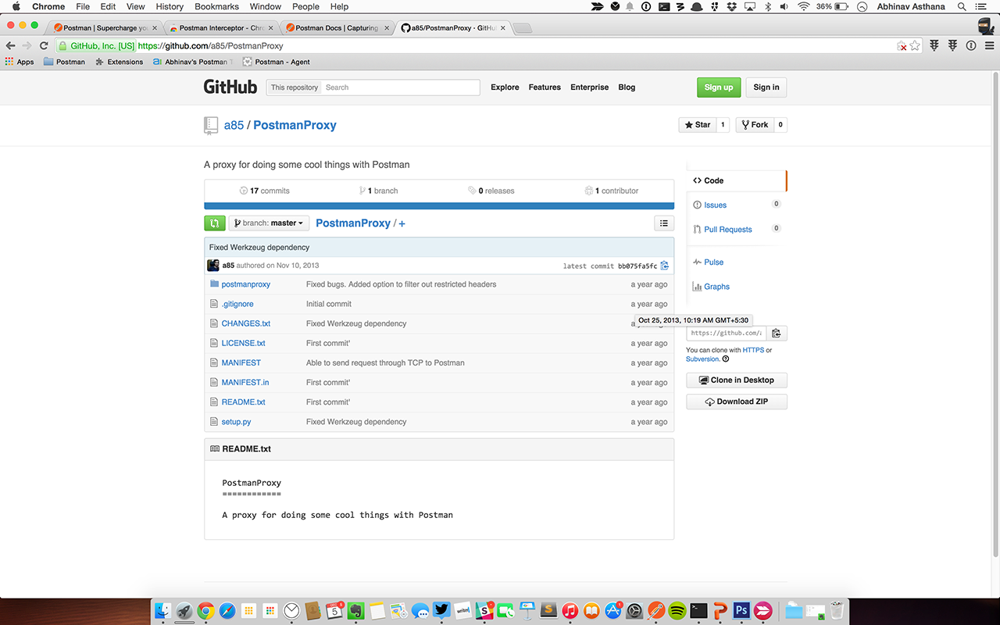 Chrome File Edit View History Bookmarks Window People Help 36% Abhinav Asthana
Postman | Supercharge yo
Postman Interceptor - Chro
Postman Docs | Capturing
a85/PostmanProxy - GitHu
GitHub, Inc. [US] https://github.com/a85/PostmanProxy
Apps Postman Extensions Abhinav's Postman T Postman - Agent
GitHub This repository Search Explore Features Enterprise Blog Sign up Sign in
a85 / PostmanProxy Star 1 Fork 0
A proxy for doing some cool things with Postman
17 commits 1 branch 0 releases 1 contributor
branch: master PostmanProxy / +
Fixed Werkzeug dependency
a85 authored on Nov 10, 2013 latest commit bb075fa5fc
postmanproxy Fixed bugs. Added option to filter out restricted headers a year ago
.gitignore Initial commit a year ago
CHANGES.txt Fixed Werkzeug dependency
LICENSE.txt First commit' a year ago
MANIFEST Able to send request through TCP to Postman a year ago
MANIFEST.in First commit' a year ago
README.txt First commit' a year ago
setup.py Fixed Werkzeug dependency a year ago
Code
Issues 0
Pull Requests 0
Pulse
Graphs
Oct 25, 2013, 10:19 AM GMT+5:30
https://github.com/a
You can clone with HTTPS or
Subversion.
Clone in Desktop
Download ZIP
README.txt
PostmanProxy
============
A proxy for doing some cool things with Postman
5
Ps